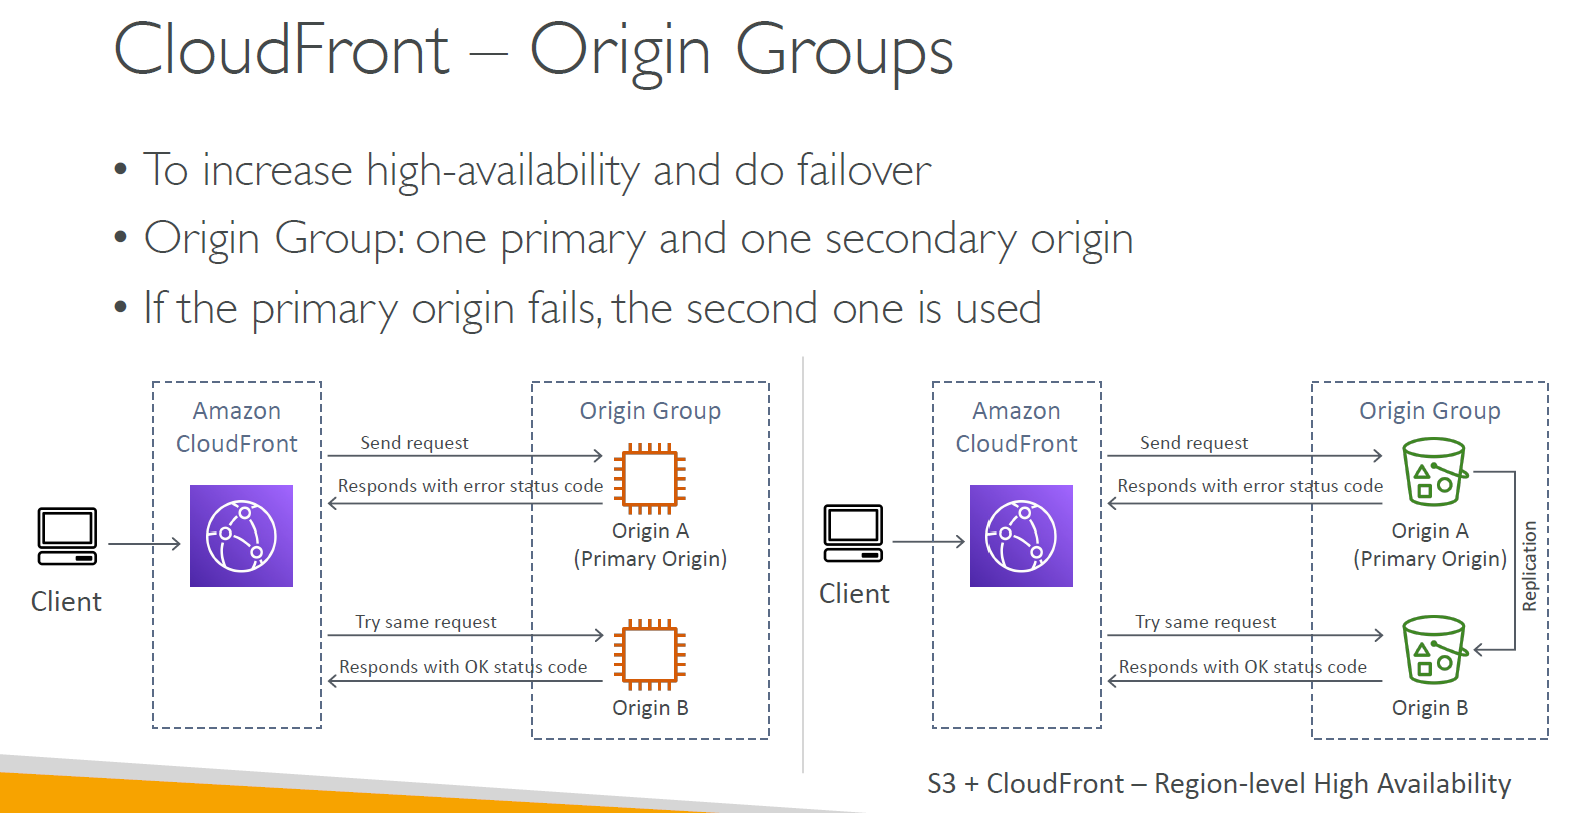 CloudFront – Origin Groups
• To increase high-availability and do failover
• Origin Group: one primary and one secondary origin
• If the primary origin fails, the second one is used
Client
Amazon
CloudFront
Send request
Responds with error status code
Try same request
Responds with OK status code
Origin Group
Origin A
(Primary Origin)
Origin B
Client
Amazon
CloudFront
Send request
Responds with error status code
Try same request
Responds with OK status code
Origin Group
Origin A
(Primary Origin)
Replication
Origin B
S3 + CloudFront – Region-level High Availability